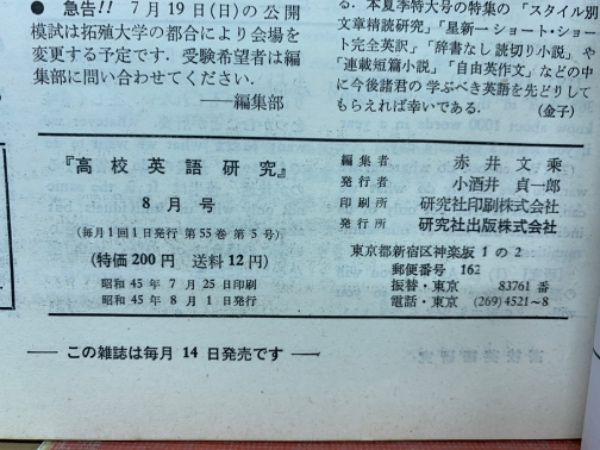 ● 急告!! 7月19日(日)の公開
模試は拓殖大学の都合により会場を
変更する予定です. 受験希望者は編
集部に問い合わせてください.
——編集部
る. 本夏季特大号の特集の「スタイル別
文章精読研究」「星新一 ショート・ショー
ト完全英訳」「辞書なし 読切り小説」や
「連載短篇小説」「自由英作文」などの中
に今後諸君の 学ぶべき英語を先どりして
もらえれば幸いである. (金子)
『高校英語研究』
8月号
(毎月1回1日発行 第55巻 第5号)
(特価200円 送料12円)
昭和45年7月25日印刷
昭和45年8月1日発行
編集者 赤井文乗
発行者 小酒井貞一郎
印刷所 研究社印刷株式会社
発行所 研究社出版株式会社
東京都新宿区神楽坂1の2
郵便番号 162
振替・東京 83761番
電話・東京 (269)4521~8
—— この雑誌は毎月14日発売です ——